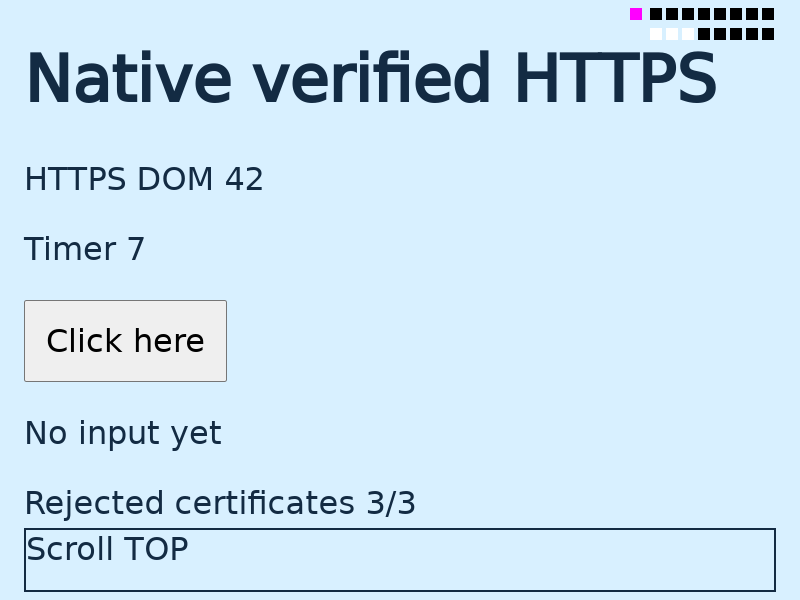 Native verified HTTPS
HTTPS DOM 42
Timer 7
Click here
No input yet
Rejected certificates 3/3
Scroll TOP